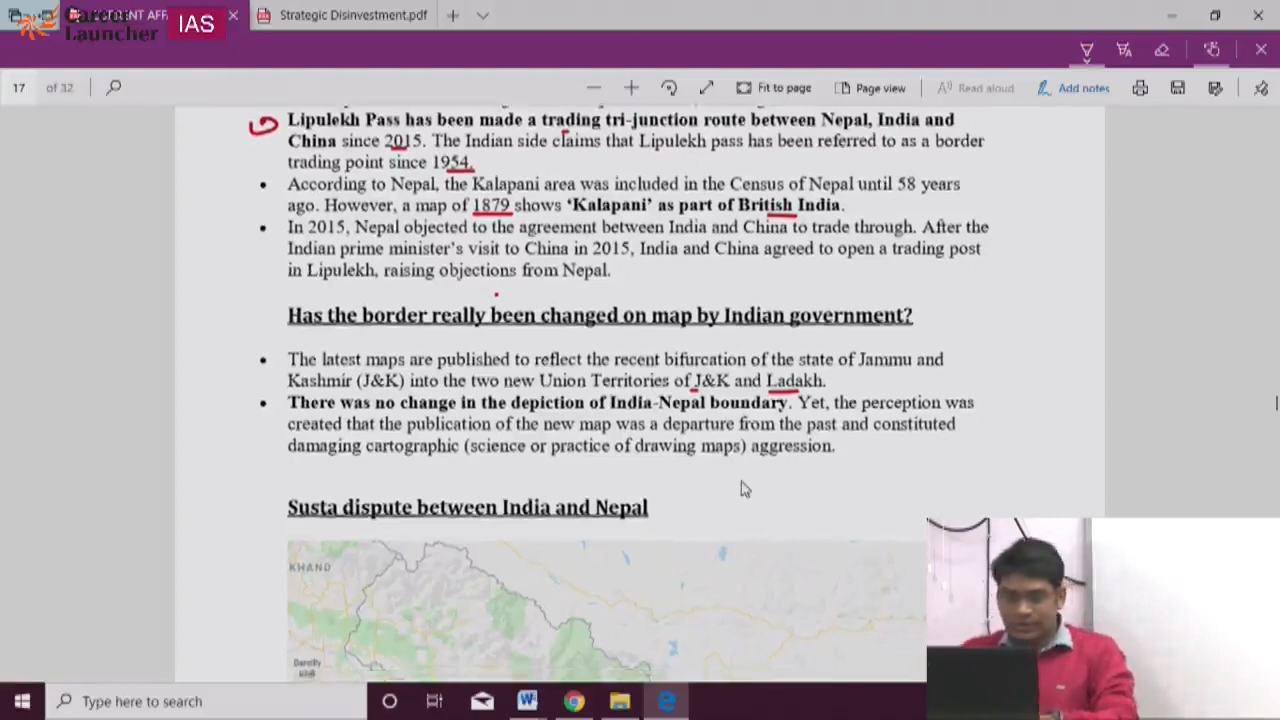 CURRENT AFF
Strategic Disinvestment.pdf
Career
Launcher
IAS
17 of 32
Fit to page
Page view
Read aloud
Add notes
Lipulekh Pass has been made a trading tri-junction route between Nepal, India and
China since 2015. The Indian side claims that Lipulekh pass has been referred to as a border
trading point since 1954.
• According to Nepal, the Kalapani area was included in the Census of Nepal until 58 years
ago. However, a map of 1879 shows ‘Kalapani’ as part of British India.
• In 2015, Nepal objected to the agreement between India and China to trade through. After the
Indian prime minister’s visit to China in 2015, India and China agreed to open a trading post
in Lipulekh, raising objections from Nepal.
Has the border really been changed on map by Indian government?
• The latest maps are published to reflect the recent bifurcation of the state of Jammu and
Kashmir (J&K) into the two new Union Territories of J&K and Ladakh.
• There was no change in the depiction of India-Nepal boundary. Yet, the perception was
created that the publication of the new map was a departure from the past and constituted
damaging cartographic (science or practice of drawing maps) aggression.
Susta dispute between India and Nepal
KHAND
Type here to search